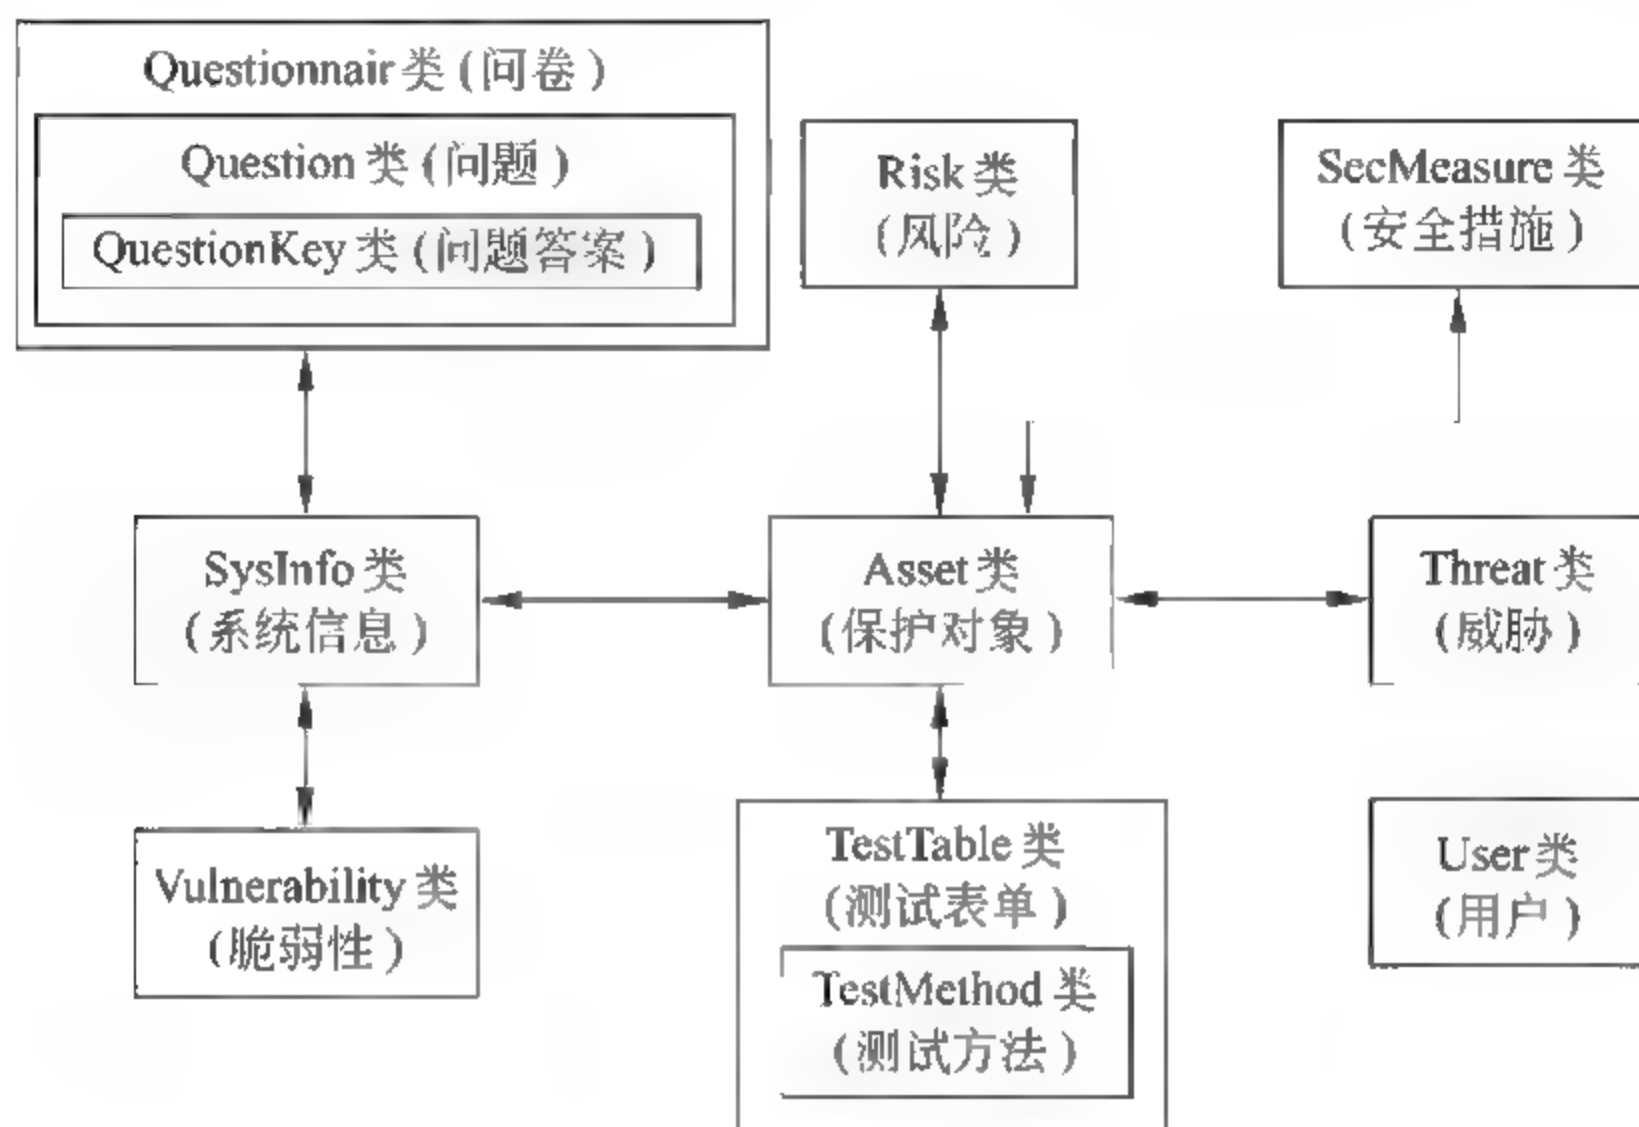 Questionnair 类 (问卷)
Question 类 (问题)
QuestionKey 类 (问题答案)
Risk 类
(风险)
SecMeasure 类
(安全措施)
SysInfo 类
(系统信息)
Asset 类
(保护对象)
Threat 类
(威胁)
Vulnerability 类
(脆弱性)
TestTable 类
(测试表单)
TestMethod 类
(测试方法)
User 类
(用户)